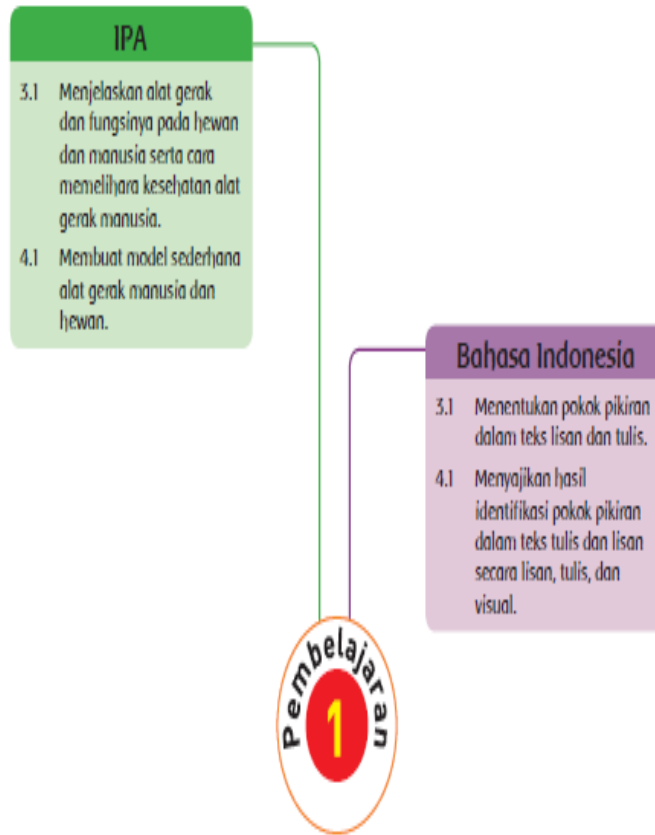 IPA
3.1 Menjelaskan alat gerak
dan fungsinya pada hewan
dan manusia serta cara
memelihara kesehatan alat
gerak manusia.
4.1 Membuat model sederhana
alat gerak manusia dan
hewan.
Bahasa Indonesia
3.1 Menentukan pokok pikiran
dalam teks lisan dan tulis.
4.1 Menyajikan hasil
identifikasi pokok pikiran
dalam teks tulis dan lisan
secara lisan, tulis, dan
visual.
Pembelajaran
1